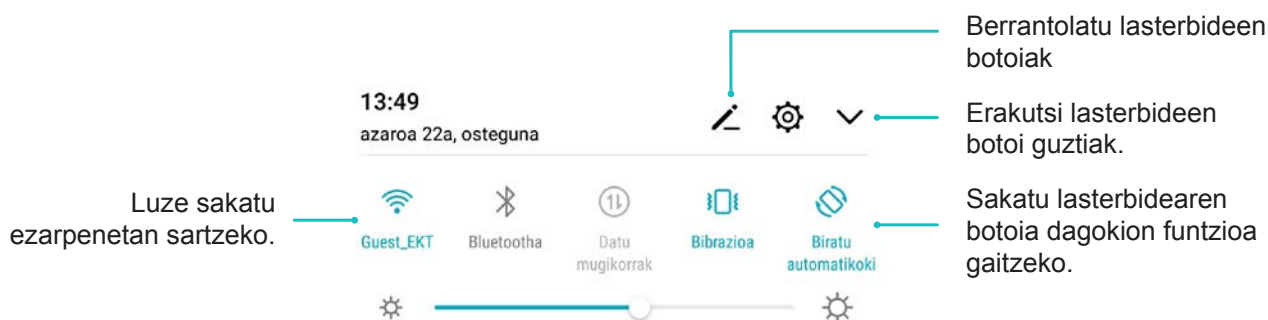 Berrantolatu lasterbideen
botoiak
13:49
azaroa 22a, osteguna
Erakutsi lasterbideen
botoi guztiak.
Luze sakatu
ezarpenetan sartzeko.
Guest_EKT
Bluetootha
Datu
mugikorrak
Bibrazioa
Biratu
automatikoki
Sakatu lasterbidearen
botoia dagokion funtzioa
gaitzeko.